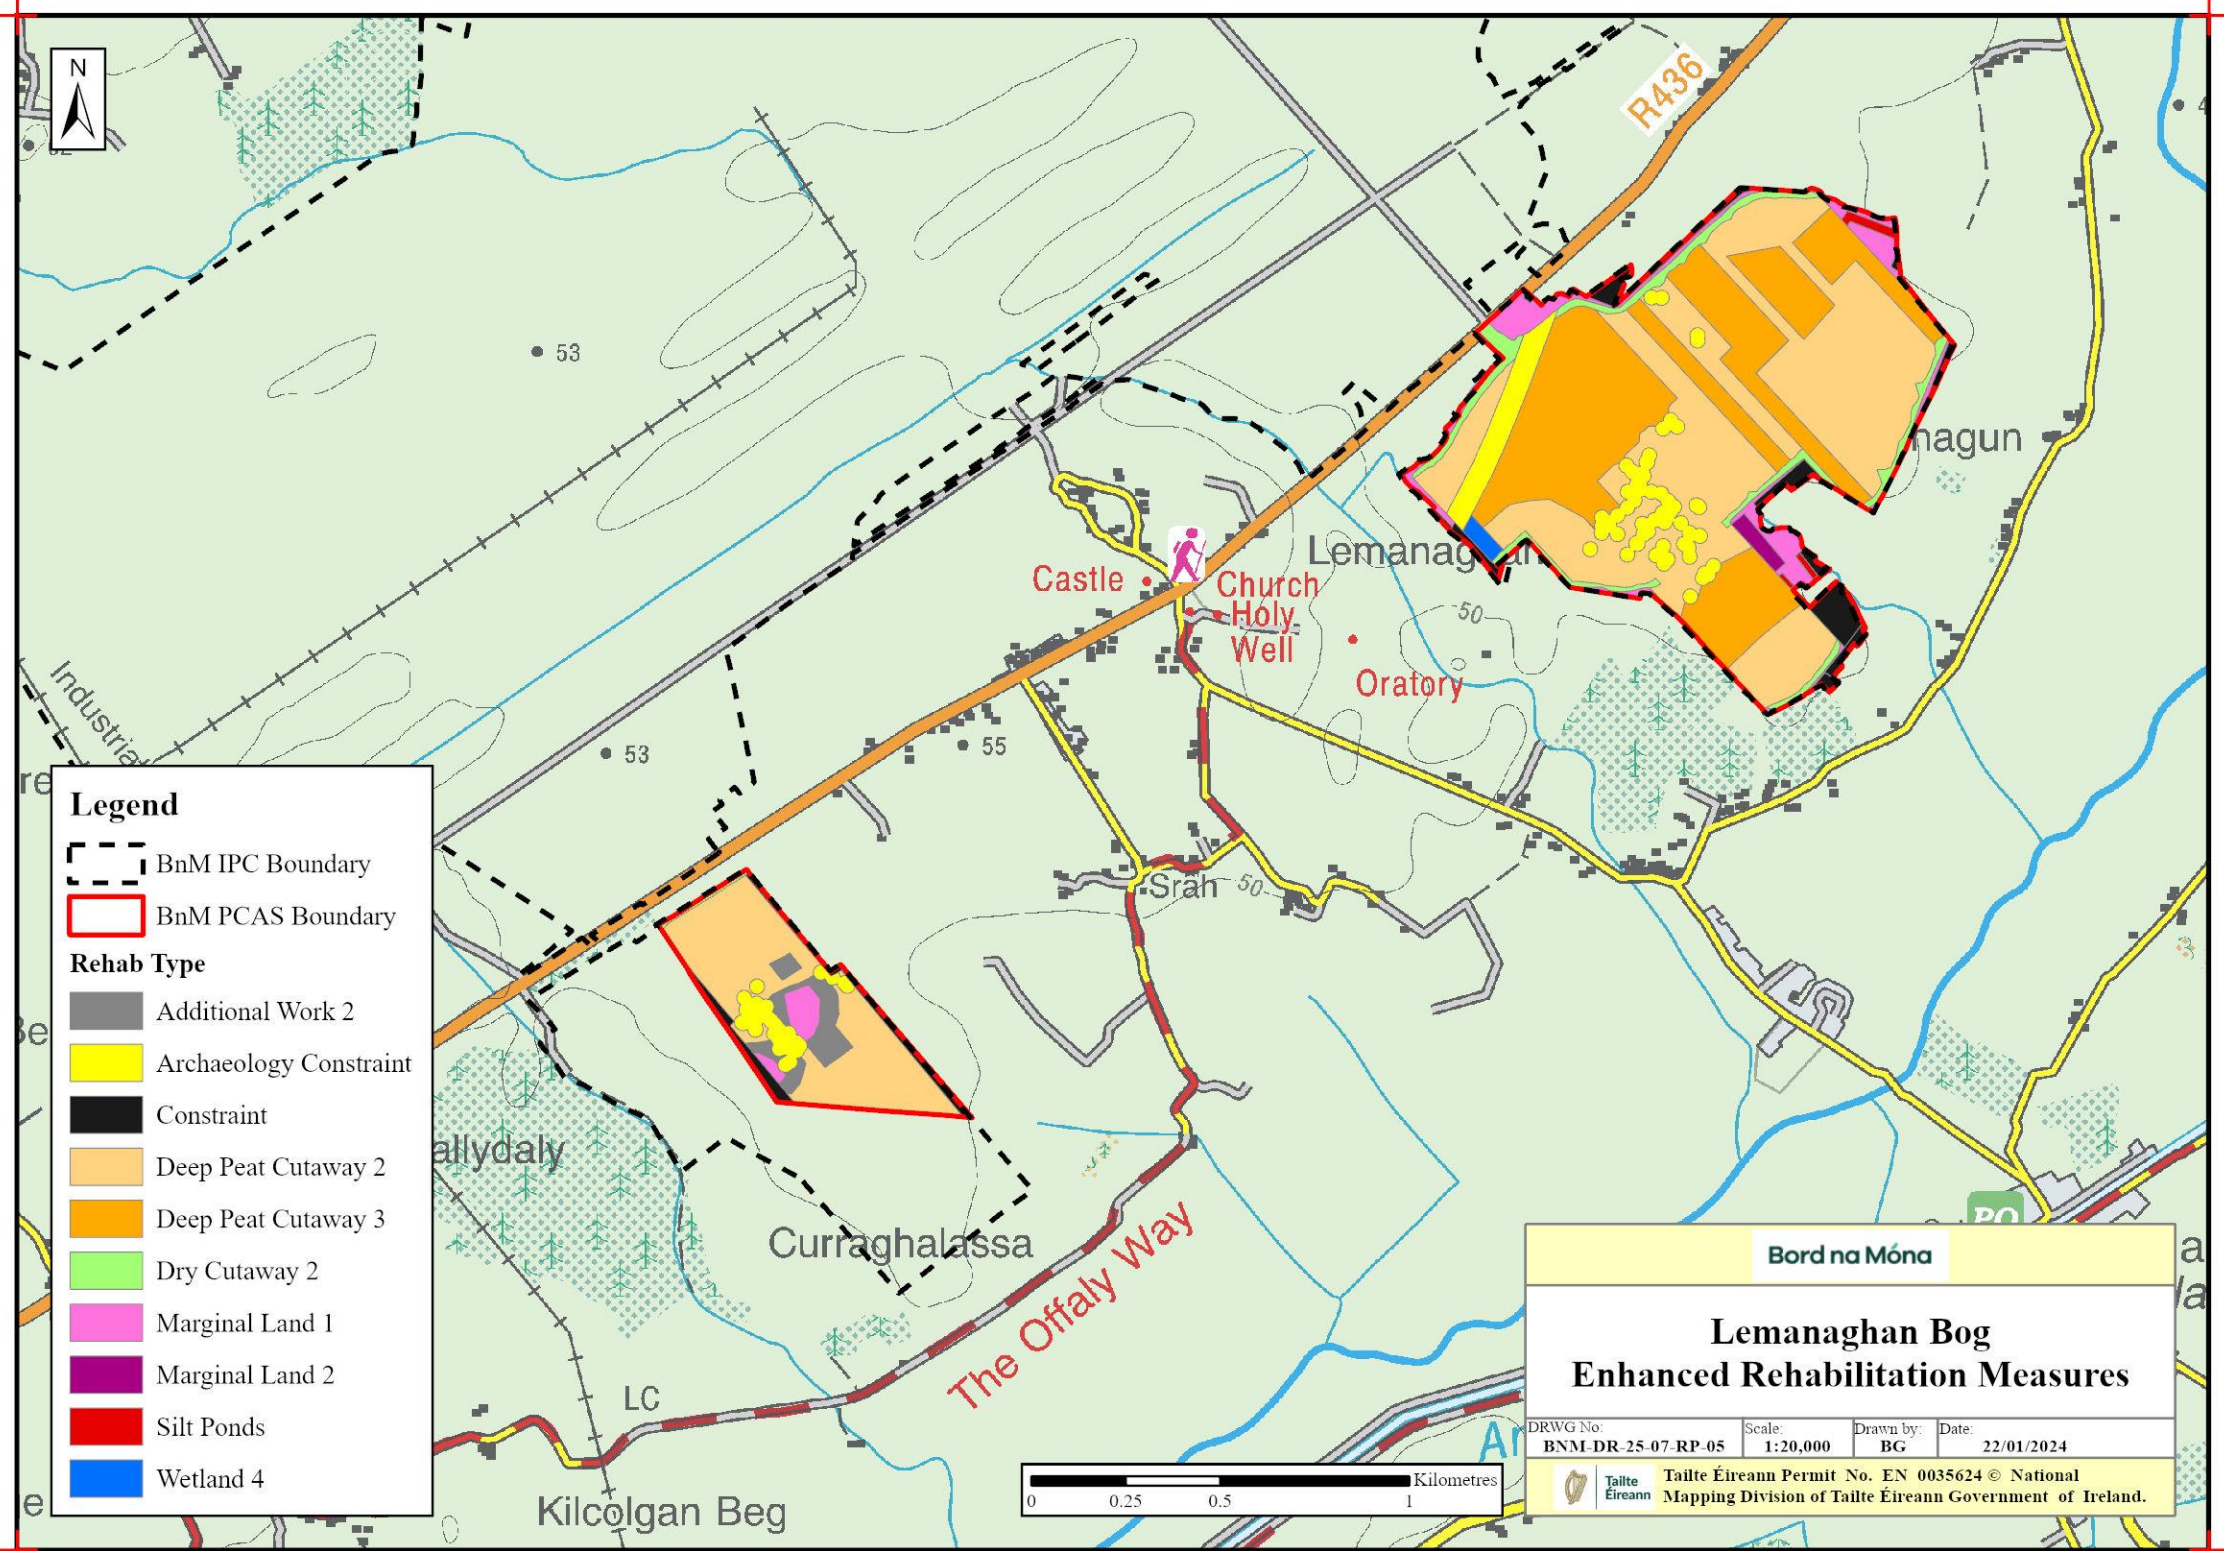 N
R436
53
nagun
Lemanaghan
Castle
Church
Holy
Well
50
Oratory
Industrial
53
55
Srah
50
re
Legend
BnM IPC Boundary
BnM PCAS Boundary
Rehab Type
Additional Work 2
Archaeology Constraint
Constraint
Deep Peat Cutaway 2
Deep Peat Cutaway 3
Dry Cutaway 2
Marginal Land 1
Marginal Land 2
Silt Ponds
Wetland 4
allydaly
Curraghalassa
The Offaly Way
LC
Kilcolgan Beg
PO
Ar
0 0.25 0.5 1 Kilometres
Bord na Móna
Lemanaghan Bog
Enhanced Rehabilitation Measures
DRWG No: Scale: Drawn by: Date:
BNM-DR-25-07-RP-05 1:20,000 BG 22/01/2024
Tailte
Éireann
Tailte Éireann Permit No. EN 0035624 © National
Mapping Division of Tailte Éireann Government of Ireland.